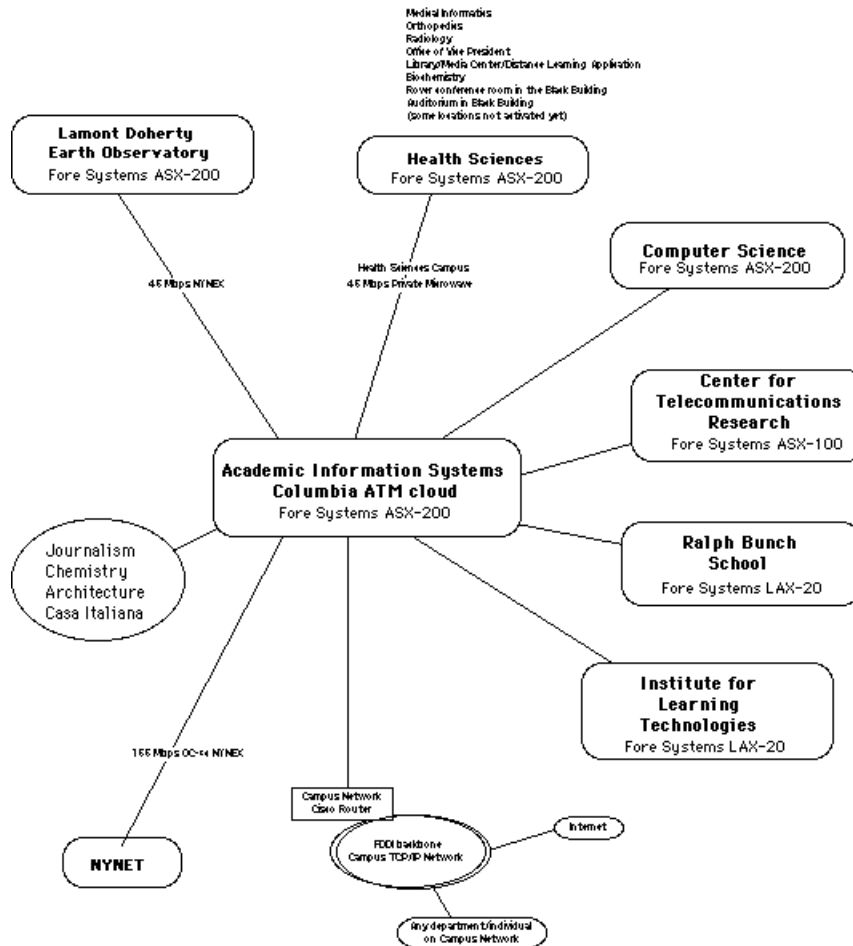 Medical Informatics
Orthopedics
Radiology
Office of Vice President
Library/Media Center/Distance Learning Application
Biochemistry
Rover conference room in the Black Building
Auditorium in Black Building
(some locations not activated yet)
Lamont Doherty
Earth Observatory
Fore Systems ASX-200
Health Sciences
Fore Systems ASX-200
Computer Science
Fore Systems ASX-200
45 Mbps NYNEX
Health Sciences Campus
45 Mbps Private Microwave
Center for
Telecommunications
Research
Fore Systems ASX-100
Academic Information Systems
Columbia ATM cloud
Fore Systems ASX-200
Ralph Bunch
School
Fore Systems LAX-20
Journalism
Chemistry
Architecture
Casa Italiana
Institute for
Learning
Technologies
Fore Systems LAX-20
Mbps NYNEX
Campus Network
Cisco Router
FDDI backbone
Campus TCP/IP Network
Internet
NYNET
Any department/individual
on Campus Network